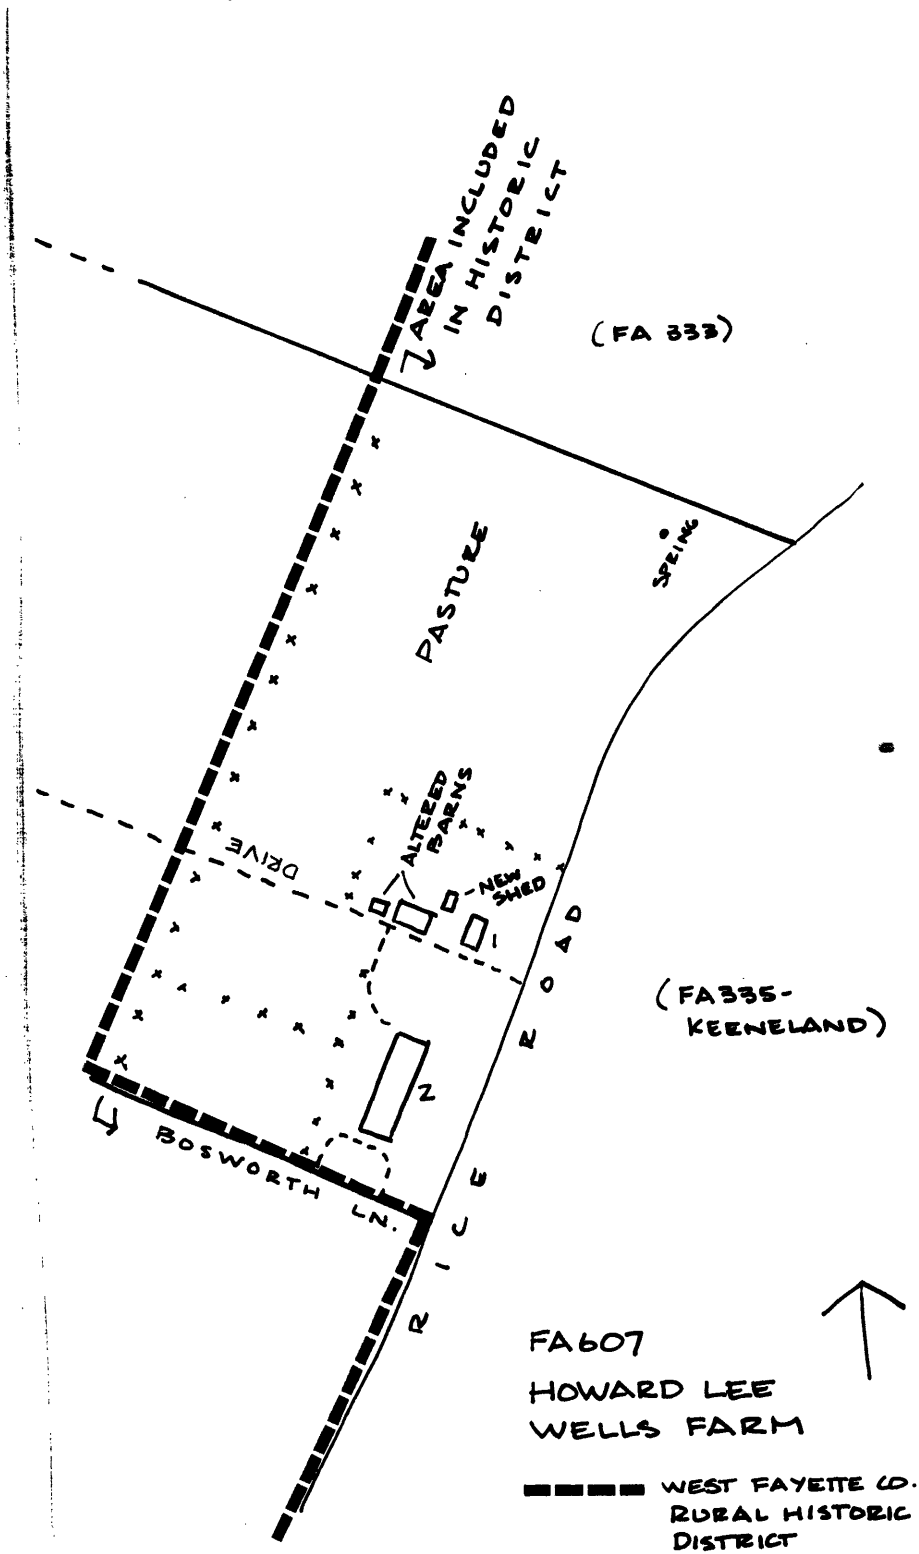 AREA INCLUDED
IN HISTORIC
DISTRICT
(FA 333)
SPRING
PASTURE
ALTERED
BARNS
DRIVE
NEW
SHED
1
2
(FA335-
KEENELAND)
RICE ROAD
BOSWORTH LN.
FA607
HOWARD LEE
WELLS FARM
WEST FAYETTE CO.
RURAL HISTORIC
DISTRICT